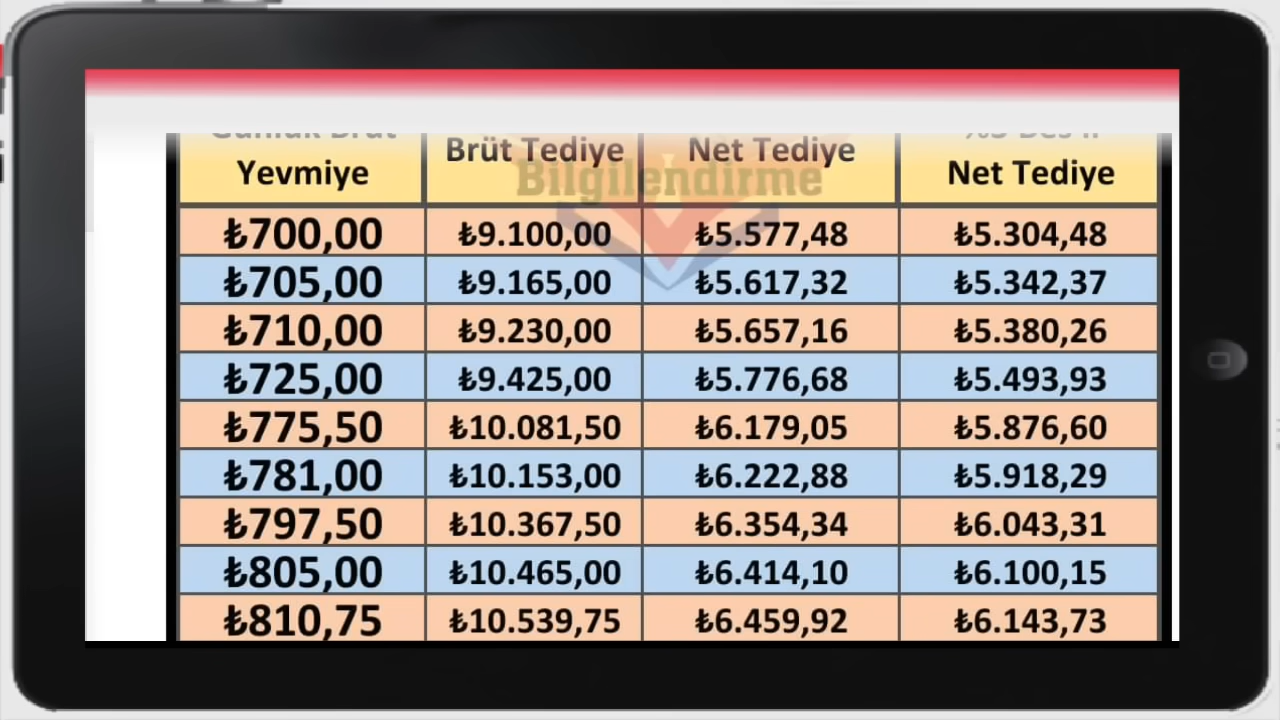 Günlük Brüt
Yevmiye
Brüt Tediye
Net Tediye
Net Tediye
Bilgilendirme
₺700,00 ₺9.100,00 ₺5.577,48 ₺5.304,48
₺705,00 ₺9.165,00 ₺5.617,32 ₺5.342,37
₺710,00 ₺9.230,00 ₺5.657,16 ₺5.380,26
₺725,00 ₺9.425,00 ₺5.776,68 ₺5.493,93
₺775,50 ₺10.081,50 ₺6.179,05 ₺5.876,60
₺781,00 ₺10.153,00 ₺6.222,88 ₺5.918,29
₺797,50 ₺10.367,50 ₺6.354,34 ₺6.043,31
₺805,00 ₺10.465,00 ₺6.414,10 ₺6.100,15
₺810,75 ₺10.539,75 ₺6.459,92 ₺6.143,73